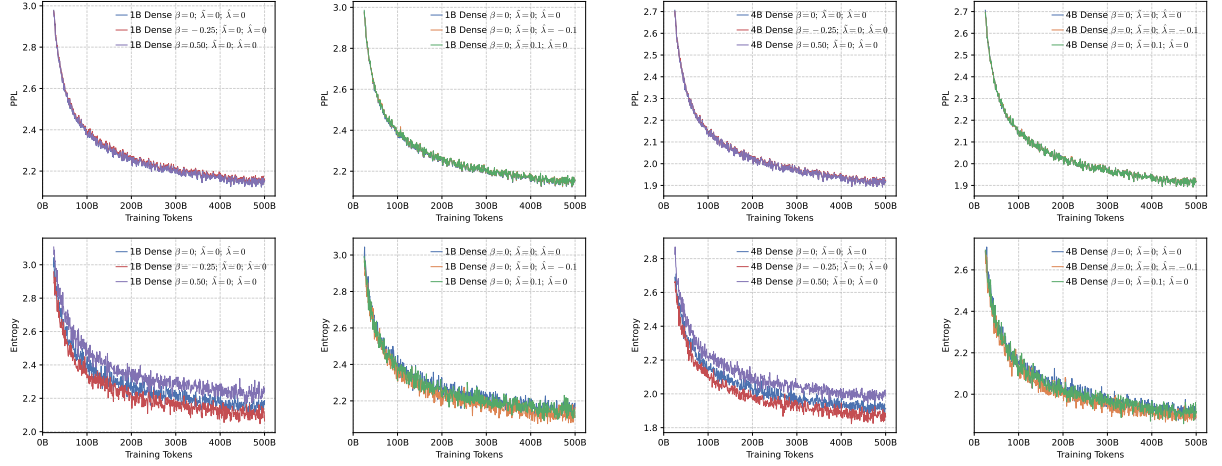 1B Dense β=0; λ̃=0; λ̂=0
1B Dense β=−0.25; λ̃=0; λ̂=0
1B Dense β=0.50; λ̃=0; λ̂=0
3.0
2.8
2.6
2.4
2.2
PPL
0B 100B 200B 300B 400B 500B
Training Tokens
1B Dense β=0; λ̃=0; λ̂=0
1B Dense β=0; λ̃=0; λ̂=−0.1
1B Dense β=0; λ̃=0.1; λ̂=0
3.0
2.8
2.6
2.4
2.2
PPL
0B 100B 200B 300B 400B 500B
Training Tokens
4B Dense β=0; λ̃=0; λ̂=0
4B Dense β=−0.25; λ̃=0; λ̂=0
4B Dense β=0.50; λ̃=0; λ̂=0
2.7
2.6
2.5
2.4
2.3
2.2
2.1
2.0
1.9
PPL
0B 100B 200B 300B 400B 500B
Training Tokens
4B Dense β=0; λ̃=0; λ̂=0
4B Dense β=0; λ̃=0; λ̂=−0.1
4B Dense β=0; λ̃=0.1; λ̂=0
2.7
2.6
2.5
2.4
2.3
2.2
2.1
2.0
1.9
PPL
0B 100B 200B 300B 400B 500B
Training Tokens
1B Dense β=0; λ̃=0; λ̂=0
1B Dense β=−0.25; λ̃=0; λ̂=0
1B Dense β=0.50; λ̃=0; λ̂=0
3.0
2.8
2.6
2.4
2.2
2.0
Entropy
0B 100B 200B 300B 400B 500B
Training Tokens
1B Dense β=0; λ̃=0; λ̂=0
1B Dense β=0; λ̃=0; λ̂=−0.1
1B Dense β=0; λ̃=0.1; λ̂=0
3.0
2.8
2.6
2.4
2.2
Entropy
0B 100B 200B 300B 400B 500B
Training Tokens
4B Dense β=0; λ̃=0; λ̂=0
4B Dense β=−0.25; λ̃=0; λ̂=0
4B Dense β=0.50; λ̃=0; λ̂=0
2.8
2.6
2.4
2.2
2.0
1.8
Entropy
0B 100B 200B 300B 400B 500B
Training Tokens
4B Dense β=0; λ̃=0; λ̂=0
4B Dense β=0; λ̃=0; λ̂=−0.1
4B Dense β=0; λ̃=0.1; λ̂=0
2.6
2.4
2.2
2.0
Entropy
0B 100B 200B 300B 400B 500B
Training Tokens